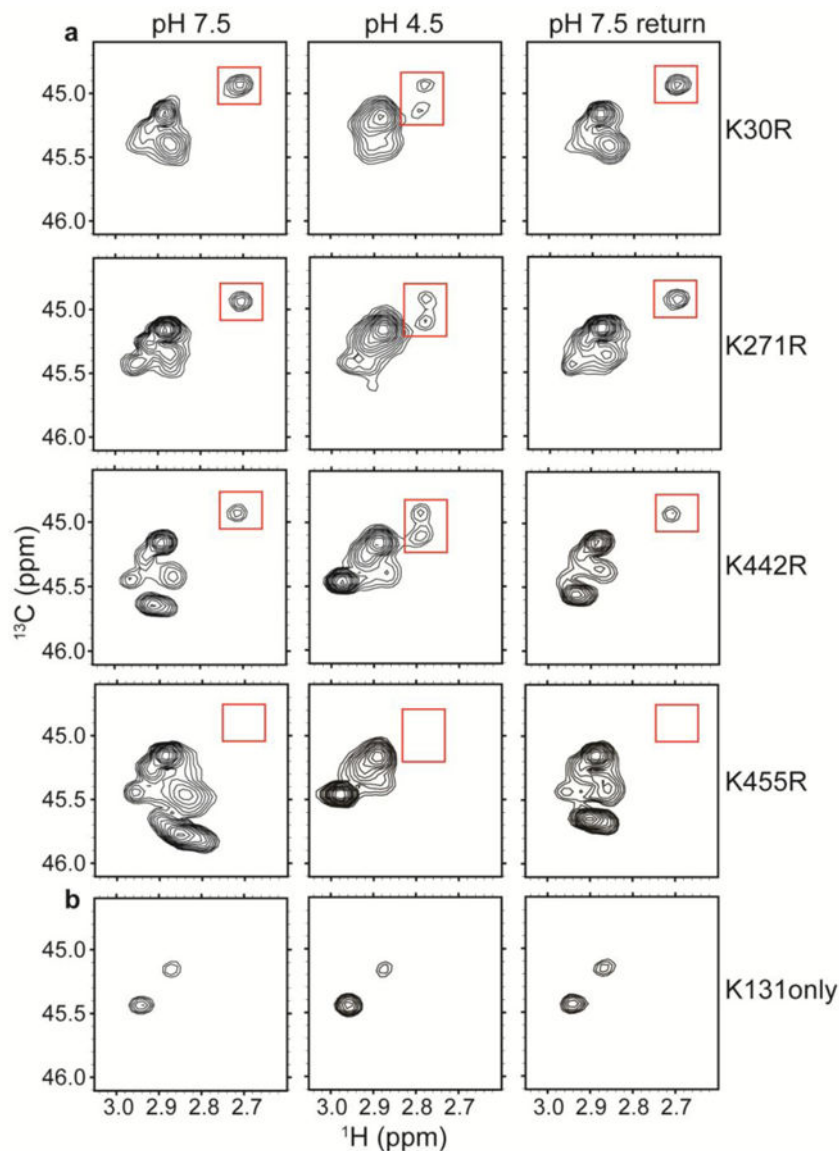 a
pH 7.5 pH 4.5 pH 7.5 return
45.0
45.5
46.0
K30R
45.0
45.5
46.0
K271R
45.0
45.5
46.0
K442R
45.0
45.5
46.0
K455R
b
45.0
45.5
46.0
K131only
¹³C (ppm)
3.0 2.9 2.8 2.7 3.0 2.9 2.8 2.7 3.0 2.9 2.8 2.7
¹H (ppm)